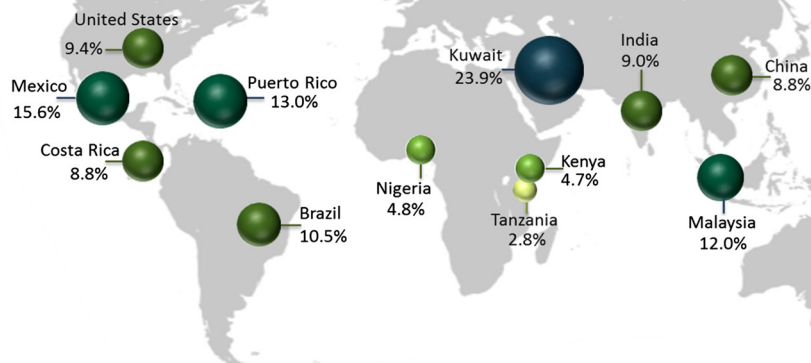 United States
9.4%
Mexico
15.6%
Puerto Rico
13.0%
Costa Rica
8.8%
Brazil
10.5%
Kuwait
23.9%
India
9.0%
China
8.8%
Nigeria
4.8%
Kenya
4.7%
Tanzania
2.8%
Malaysia
12.0%